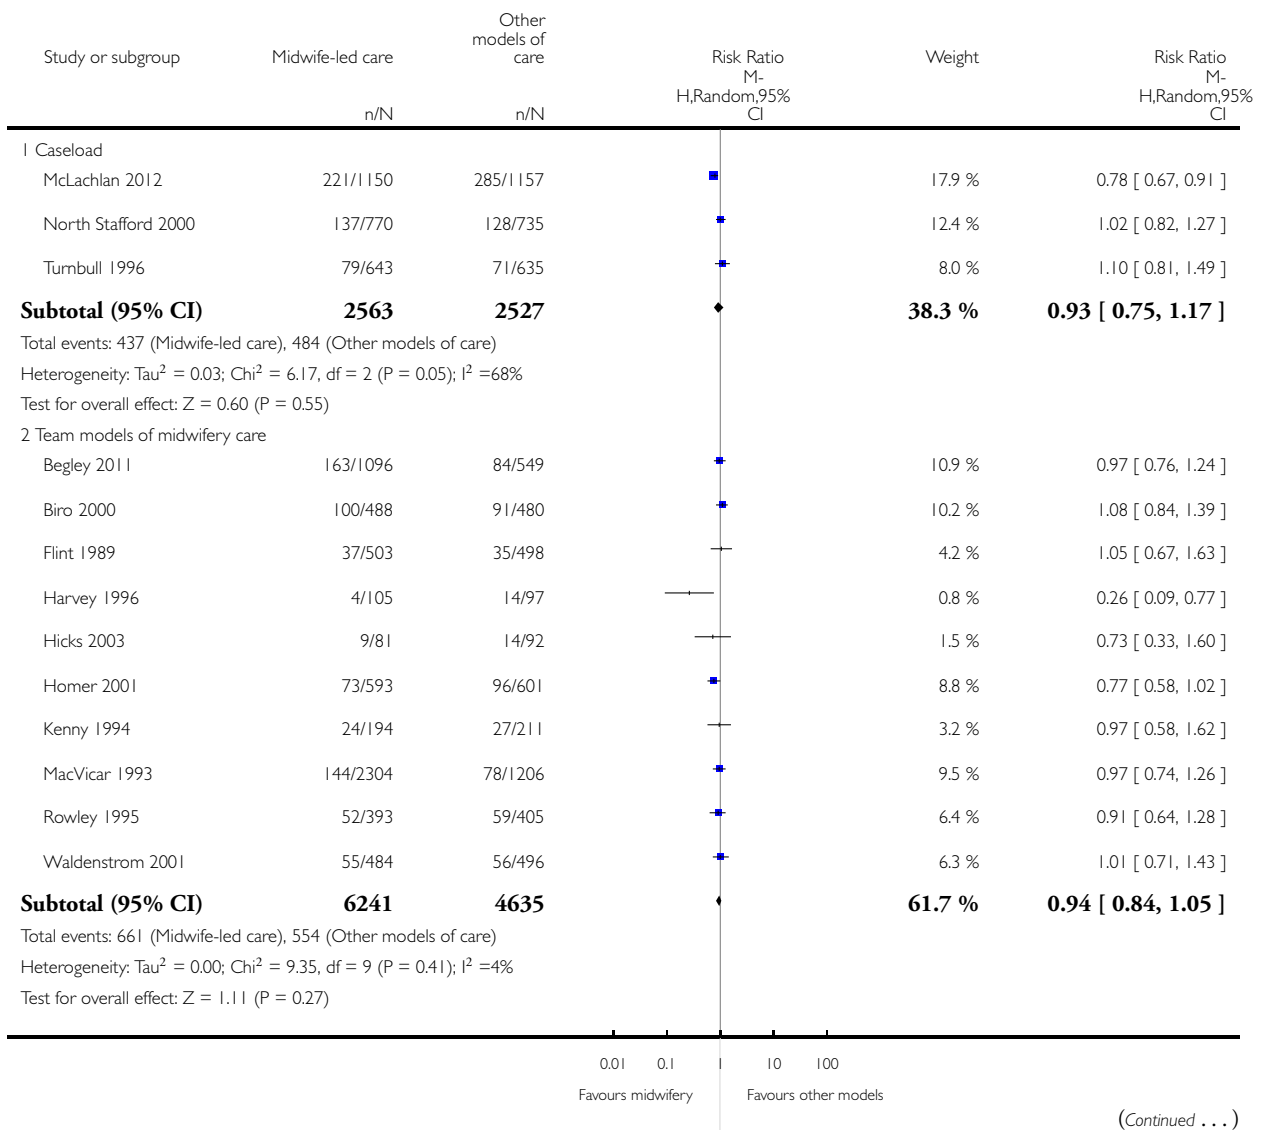 Other
models of
Study or subgroup Midwife-led care care Risk Ratio Weight Risk Ratio
M- M-
H,Random,95% H,Random,95%
n/N n/N CI CI
1 Caseload
McLachlan 2012 221/1150 285/1157 17.9 % 0.78 [ 0.67, 0.91 ]
North Stafford 2000 137/770 128/735 12.4 % 1.02 [ 0.82, 1.27 ]
Turnbull 1996 79/643 71/635 8.0 % 1.10 [ 0.81, 1.49 ]
Subtotal (95% CI) 2563 2527 38.3 % 0.93 [ 0.75, 1.17 ]
Total events: 437 (Midwife-led care), 484 (Other models of care)
Heterogeneity: Tau² = 0.03; Chi² = 6.17, df = 2 (P = 0.05); I² =68%
Test for overall effect: Z = 0.60 (P = 0.55)
2 Team models of midwifery care
Begley 2011 163/1096 84/549 10.9 % 0.97 [ 0.76, 1.24 ]
Biro 2000 100/488 91/480 10.2 % 1.08 [ 0.84, 1.39 ]
Flint 1989 37/503 35/498 4.2 % 1.05 [ 0.67, 1.63 ]
Harvey 1996 4/105 14/97 0.8 % 0.26 [ 0.09, 0.77 ]
Hicks 2003 9/81 14/92 1.5 % 0.73 [ 0.33, 1.60 ]
Homer 2001 73/593 96/601 8.8 % 0.77 [ 0.58, 1.02 ]
Kenny 1994 24/194 27/211 3.2 % 0.97 [ 0.58, 1.62 ]
MacVicar 1993 144/2304 78/1206 9.5 % 0.97 [ 0.74, 1.26 ]
Rowley 1995 52/393 59/405 6.4 % 0.91 [ 0.64, 1.28 ]
Waldenstrom 2001 55/484 56/496 6.3 % 1.01 [ 0.71, 1.43 ]
Subtotal (95% CI) 6241 4635 61.7 % 0.94 [ 0.84, 1.05 ]
Total events: 661 (Midwife-led care), 554 (Other models of care)
Heterogeneity: Tau² = 0.00; Chi² = 9.35, df = 9 (P = 0.41); I² =4%
Test for overall effect: Z = 1.11 (P = 0.27)
0.01 0.1 1 10 100
Favours midwifery Favours other models
(Continued . . . )